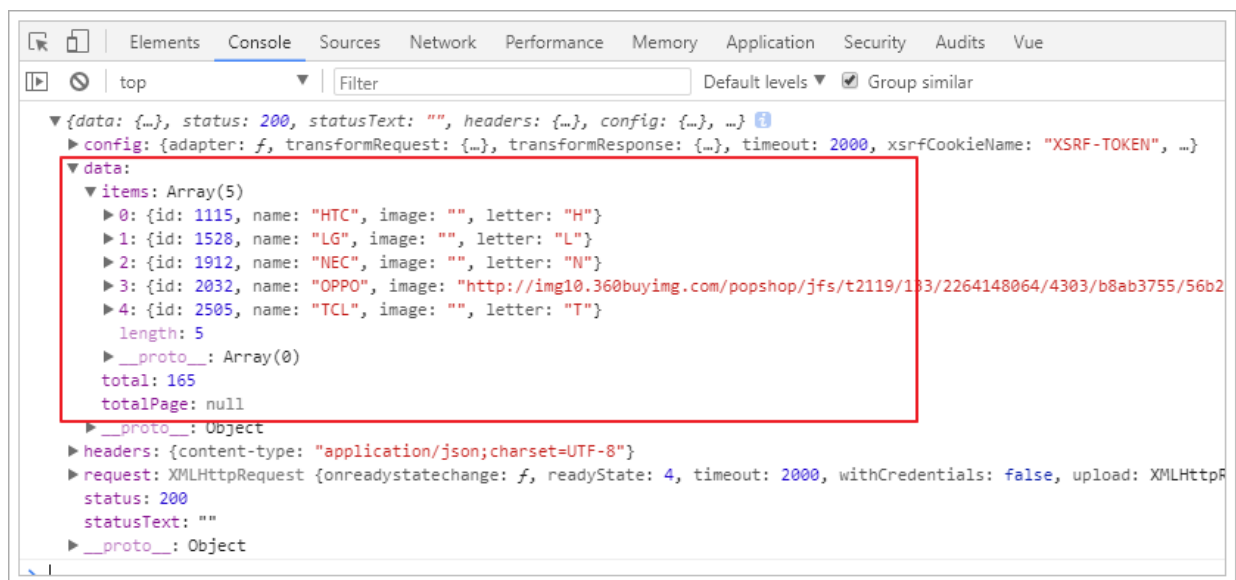 Elements Console Sources Network Performance Memory Application Security Audits Vue
top Filter Default levels Group similar
{data: {…}, status: 200, statusText: "", headers: {…}, config: {…}, …}
config: {adapter: ƒ, transformRequest: {…}, transformResponse: {…}, timeout: 2000, xsrfCookieName: "XSRF-TOKEN", …}
data:
items: Array(5)
0: {id: 1115, name: "HTC", image: "", letter: "H"}
1: {id: 1528, name: "LG", image: "", letter: "L"}
2: {id: 1912, name: "NEC", image: "", letter: "N"}
3: {id: 2032, name: "OPPO", image: "http://img10.360buyimg.com/popshop/jfs/t2119/133/2264148064/4303/b8ab3755/56b2
4: {id: 2505, name: "TCL", image: "", letter: "T"}
length: 5
__proto__: Array(0)
total: 165
totalPage: null
__proto__: Object
headers: {content-type: "application/json;charset=UTF-8"}
request: XMLHttpRequest {onreadystatechange: ƒ, readyState: 4, timeout: 2000, withCredentials: false, upload: XMLHttpR
status: 200
statusText: ""
__proto__: Object